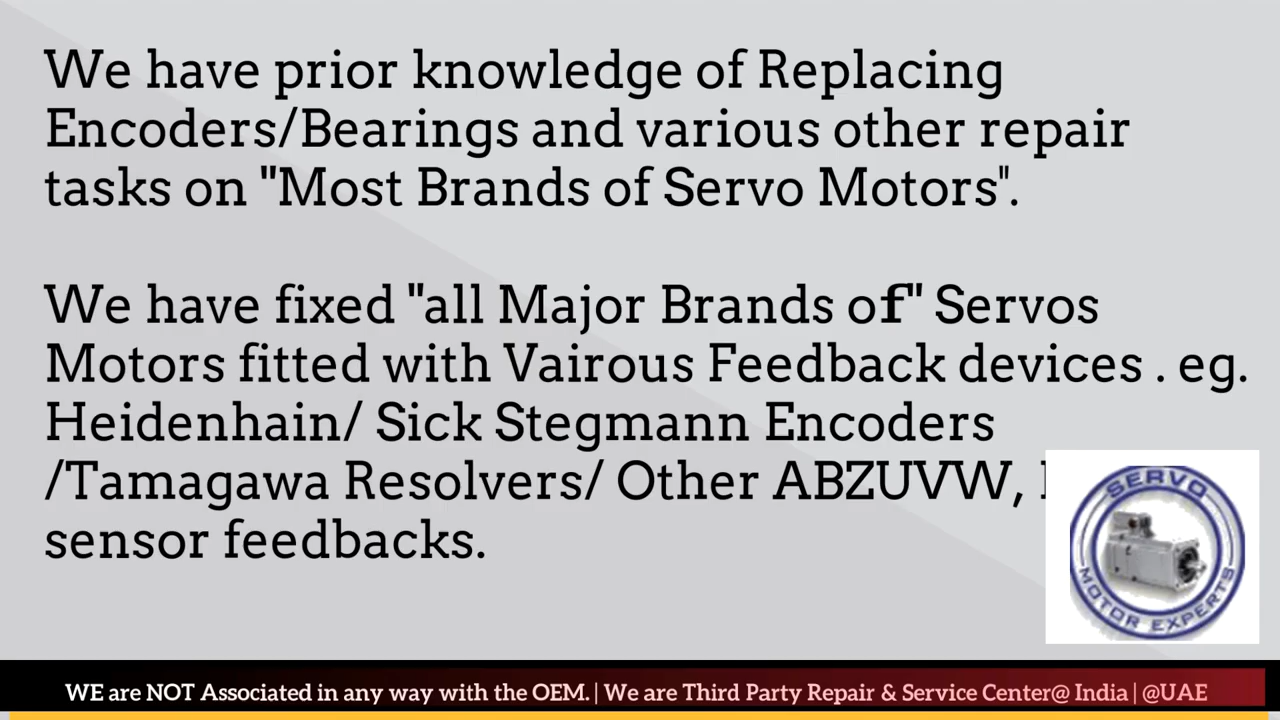 We have prior knowledge of Replacing
Encoders/Bearings and various other repair
tasks on "Most Brands of Servo Motors".
We have fixed "all Major Brands of" Servos
Motors fitted with Vairous Feedback devices . eg.
Heidenhain/ Sick Stegmann Encoders
/Tamagawa Resolvers/ Other ABZUVW,
sensor feedbacks.
SERVO
MOTOR EXPERTS
WE are NOT Associated in any way with the OEM. | We are Third Party Repair & Service Center@ India | @UAE